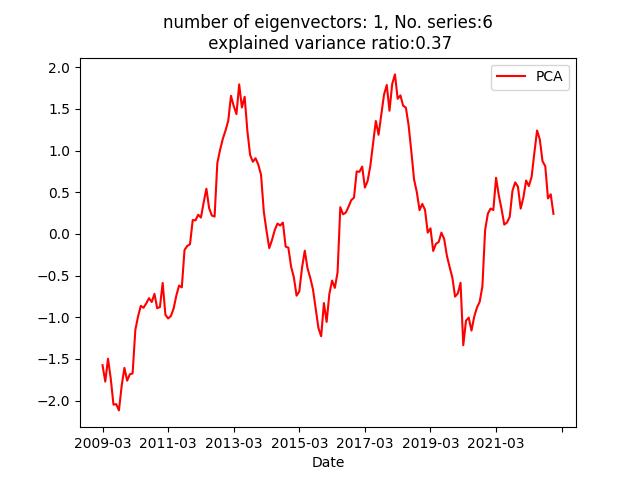 number of eigenvectors: 1, No. series:6
explained variance ratio:0.37
PCA
2.0
1.5
1.0
0.5
0.0
−0.5
−1.0
−1.5
−2.0
2009-03 2011-03 2013-03 2015-03 2017-03 2019-03 2021-03
Date